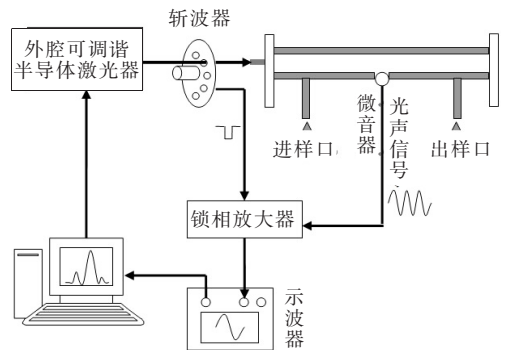 斩波器
外腔可调谐
半导体激光器
微音器
光声信号
进样口
出样口
锁相放大器
示波器